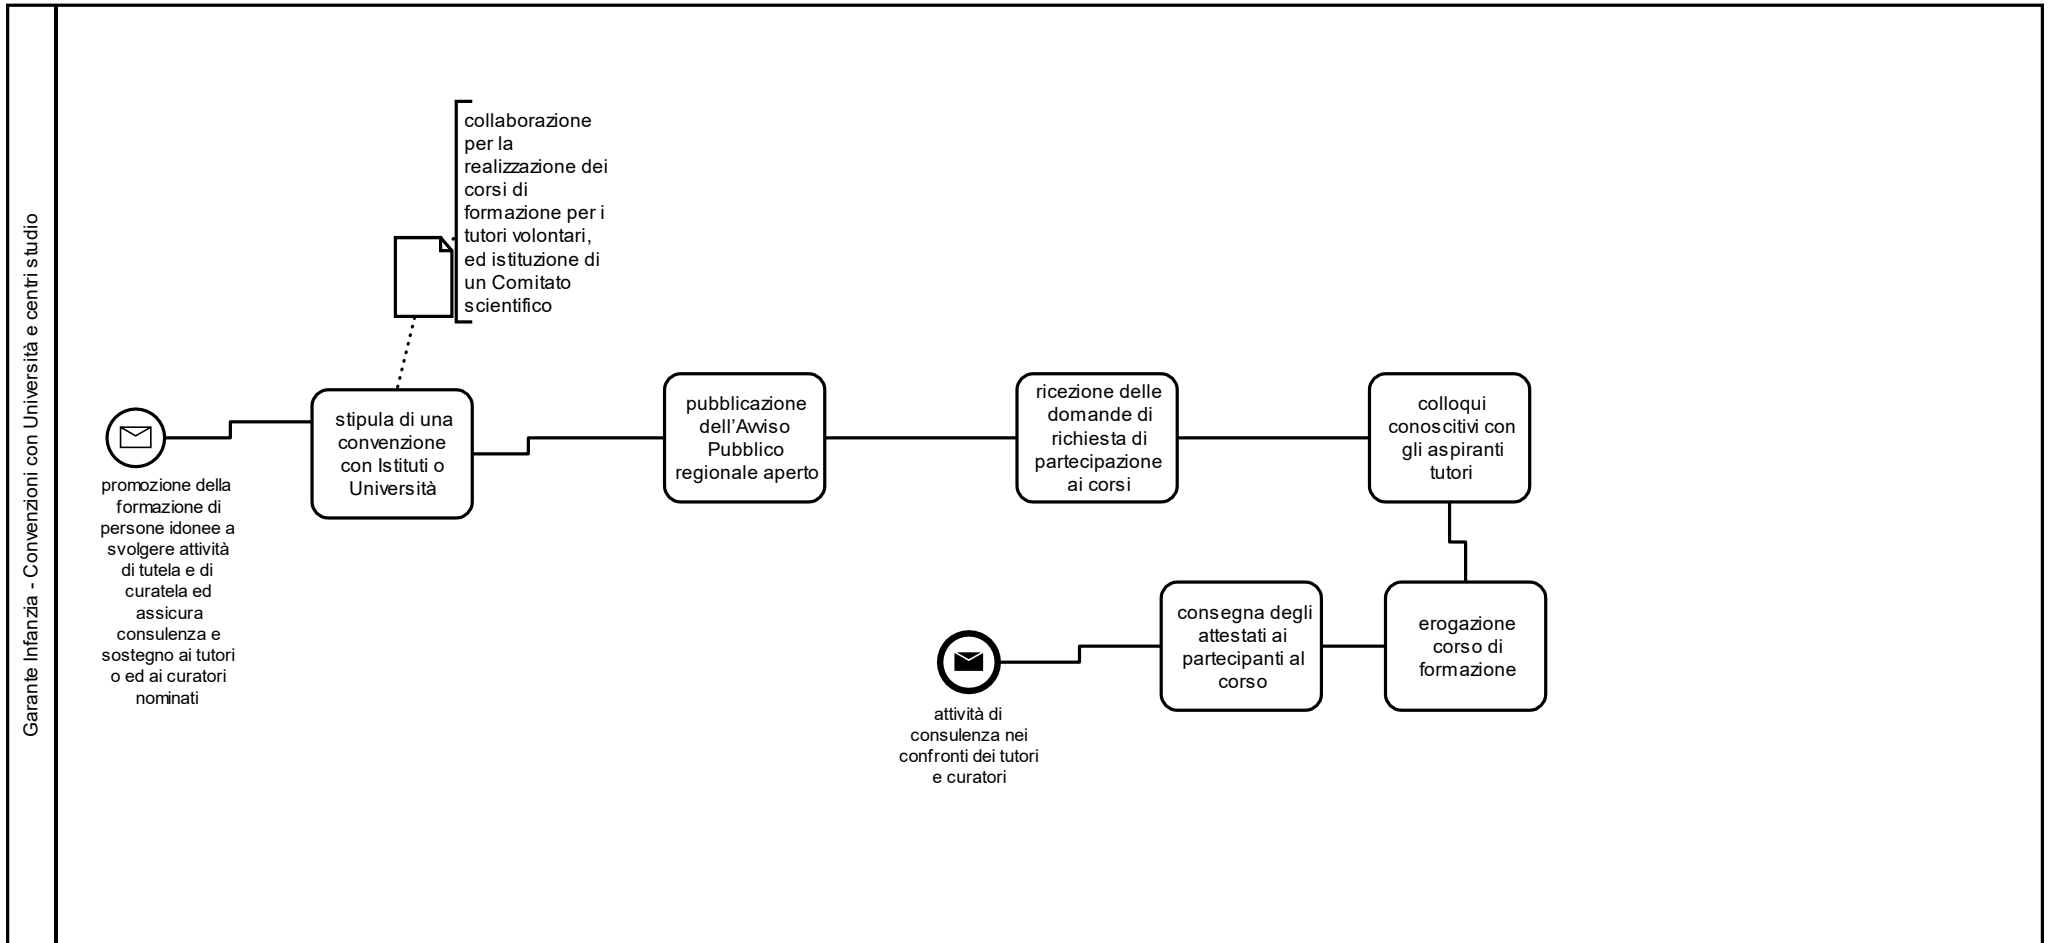 Garante Infanzia - Convenzioni con Università e centri studio
collaborazione
per la
realizzazione dei
corsi di
formazione per i
tutori volontari,
ed istituzione di
un Comitato
scientifico
promozione della
formazione di
persone idonee a
svolgere attività
di tutela e di
curatela ed
assicura
consulenza e
sostegno ai tutori
o ed ai curatori
nominati
stipula di una
convenzione
con Istituti o
Università
pubblicazione
dell'Avviso
Pubblico
regionale aperto
ricezione delle
domande di
richiesta di
partecipazione
ai corsi
colloqui
conoscitivi con
gli aspiranti
tutori
erogazione
corso di
formazione
consegna degli
attestati ai
partecipanti al
corso
attività di
consulenza nei
confronti dei tutori
e curatori